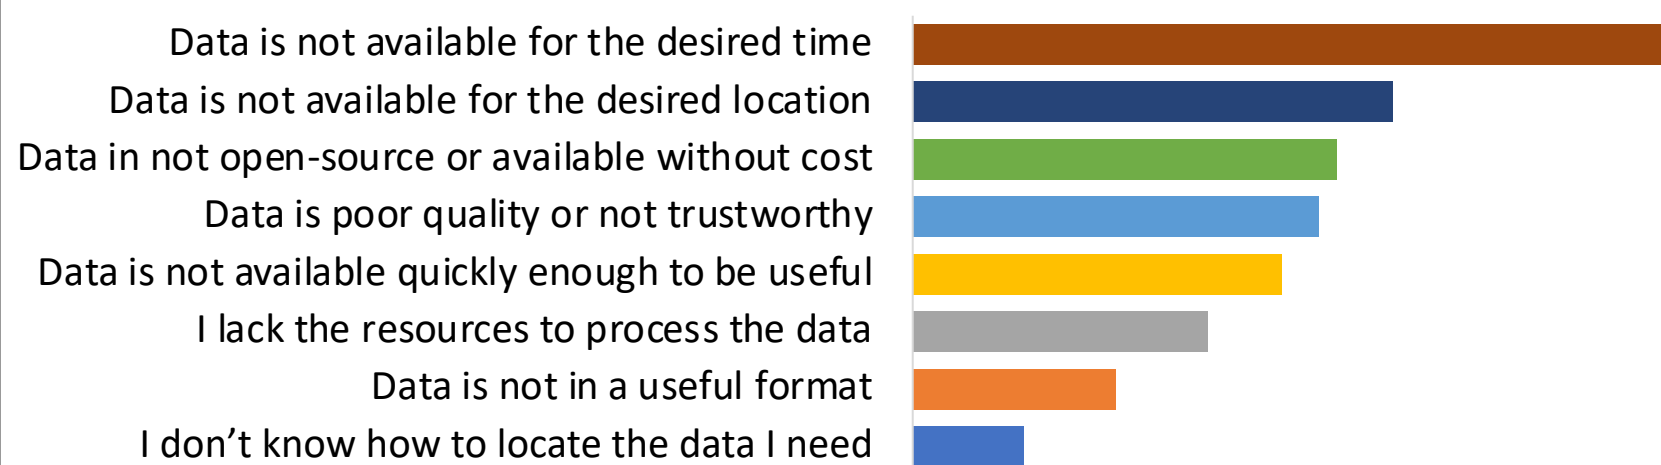 Data is not available for the desired time
Data is not available for the desired location
Data in not open-source or available without cost
Data is poor quality or not trustworthy
Data is not available quickly enough to be useful
I lack the resources to process the data
Data is not in a useful format
I don’t know how to locate the data I need